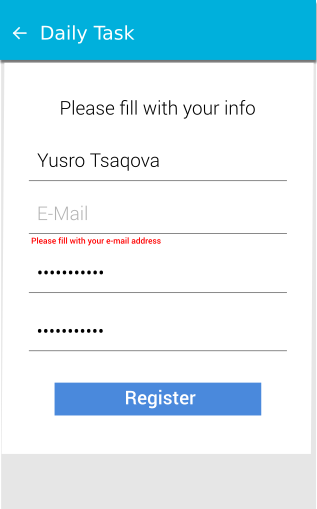 ← Daily Task
Please fill with your info
Yusro Tsaqova
E-Mail
Please fill with your e-mail address
•••••••••••
•••••••••••
Register